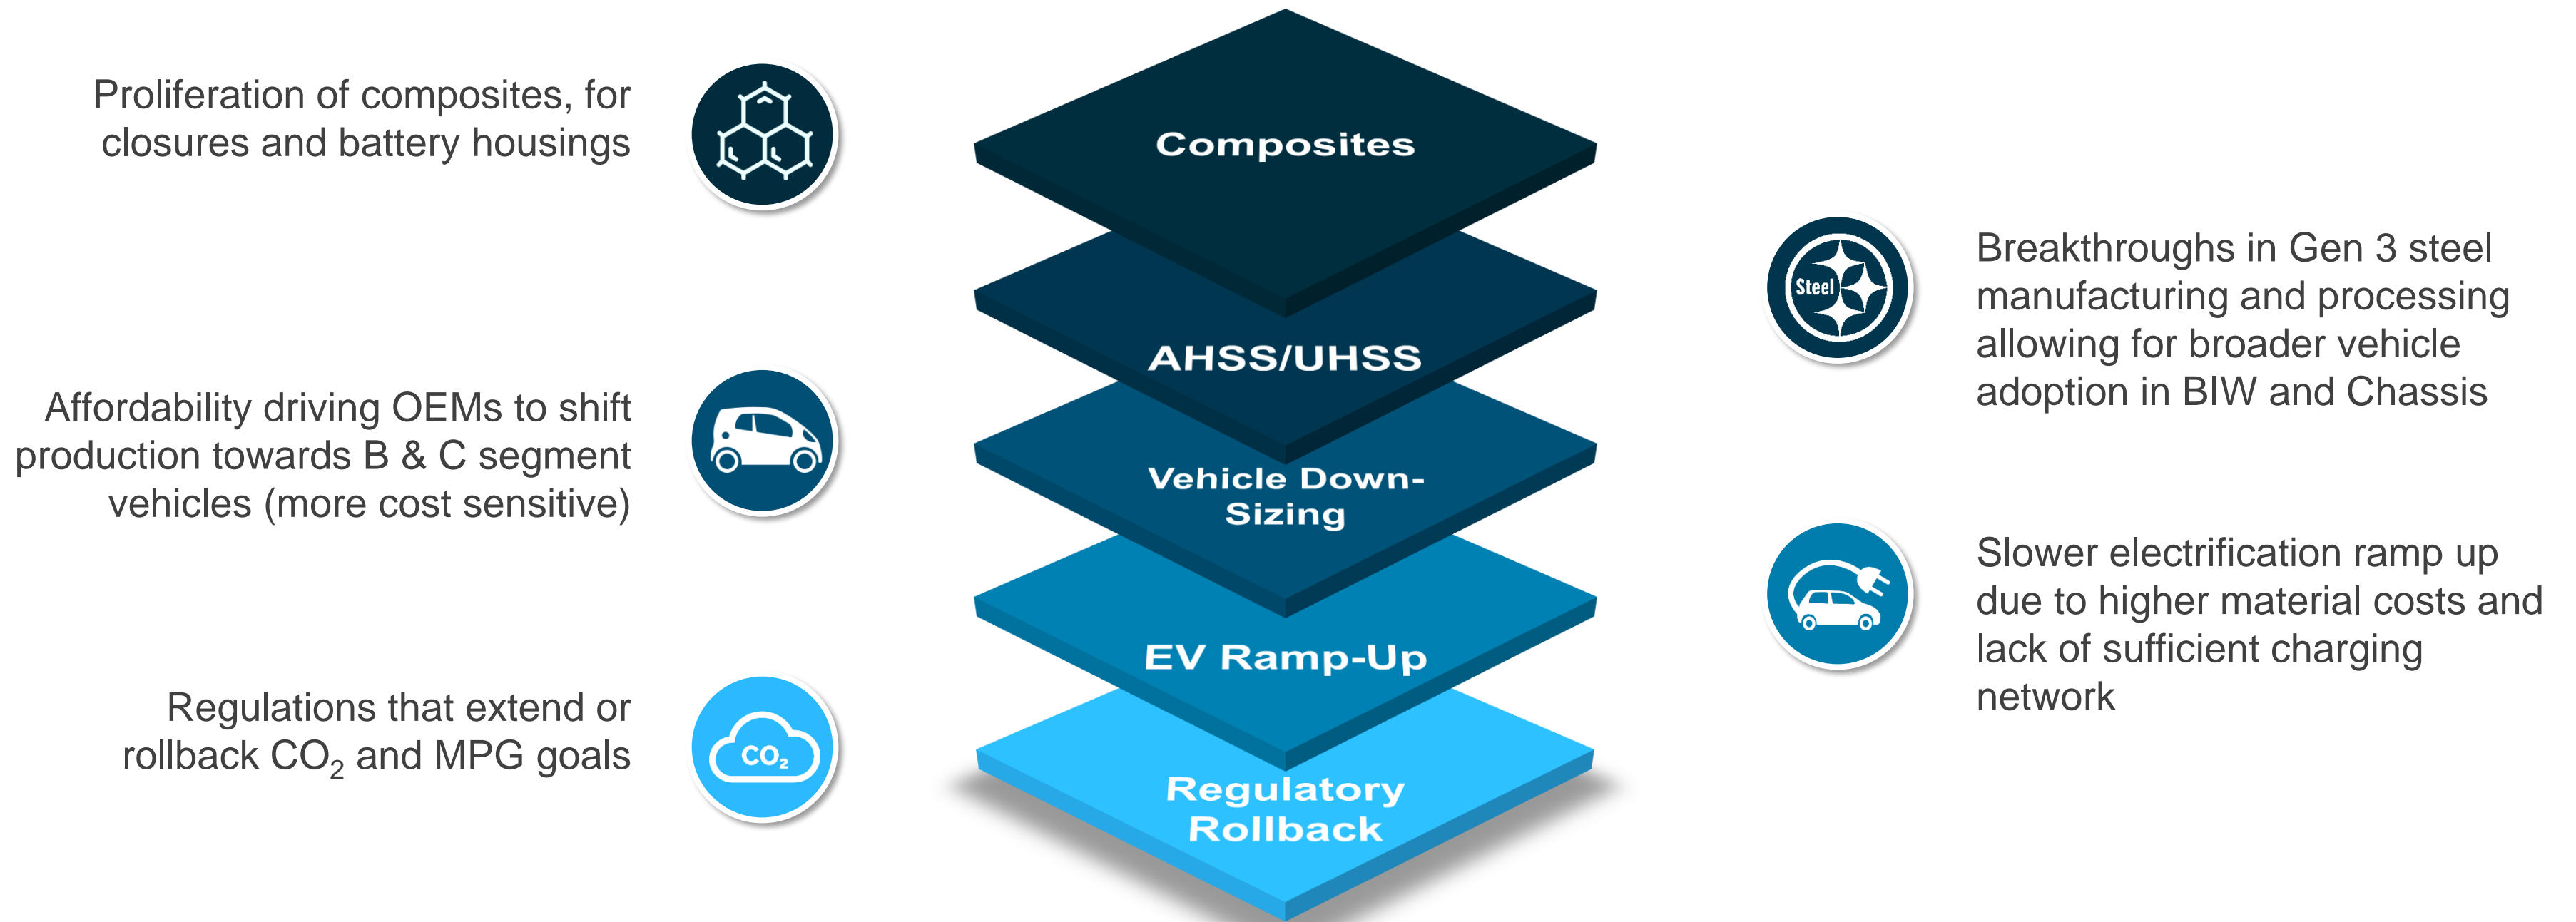 Proliferation of composites, for
closures and battery housings
Composites
Breakthroughs in Gen 3 steel
manufacturing and processing
allowing for broader vehicle
adoption in BIW and Chassis
Steel
AHSS/UHSS
Affordability driving OEMs to shift
production towards B & C segment
vehicles (more cost sensitive)
Vehicle Down-
Sizing
Slower electrification ramp up
due to higher material costs and
lack of sufficient charging
network
EV Ramp-Up
Regulations that extend or
rollback CO₂ and MPG goals
CO₂
Regulatory
Rollback